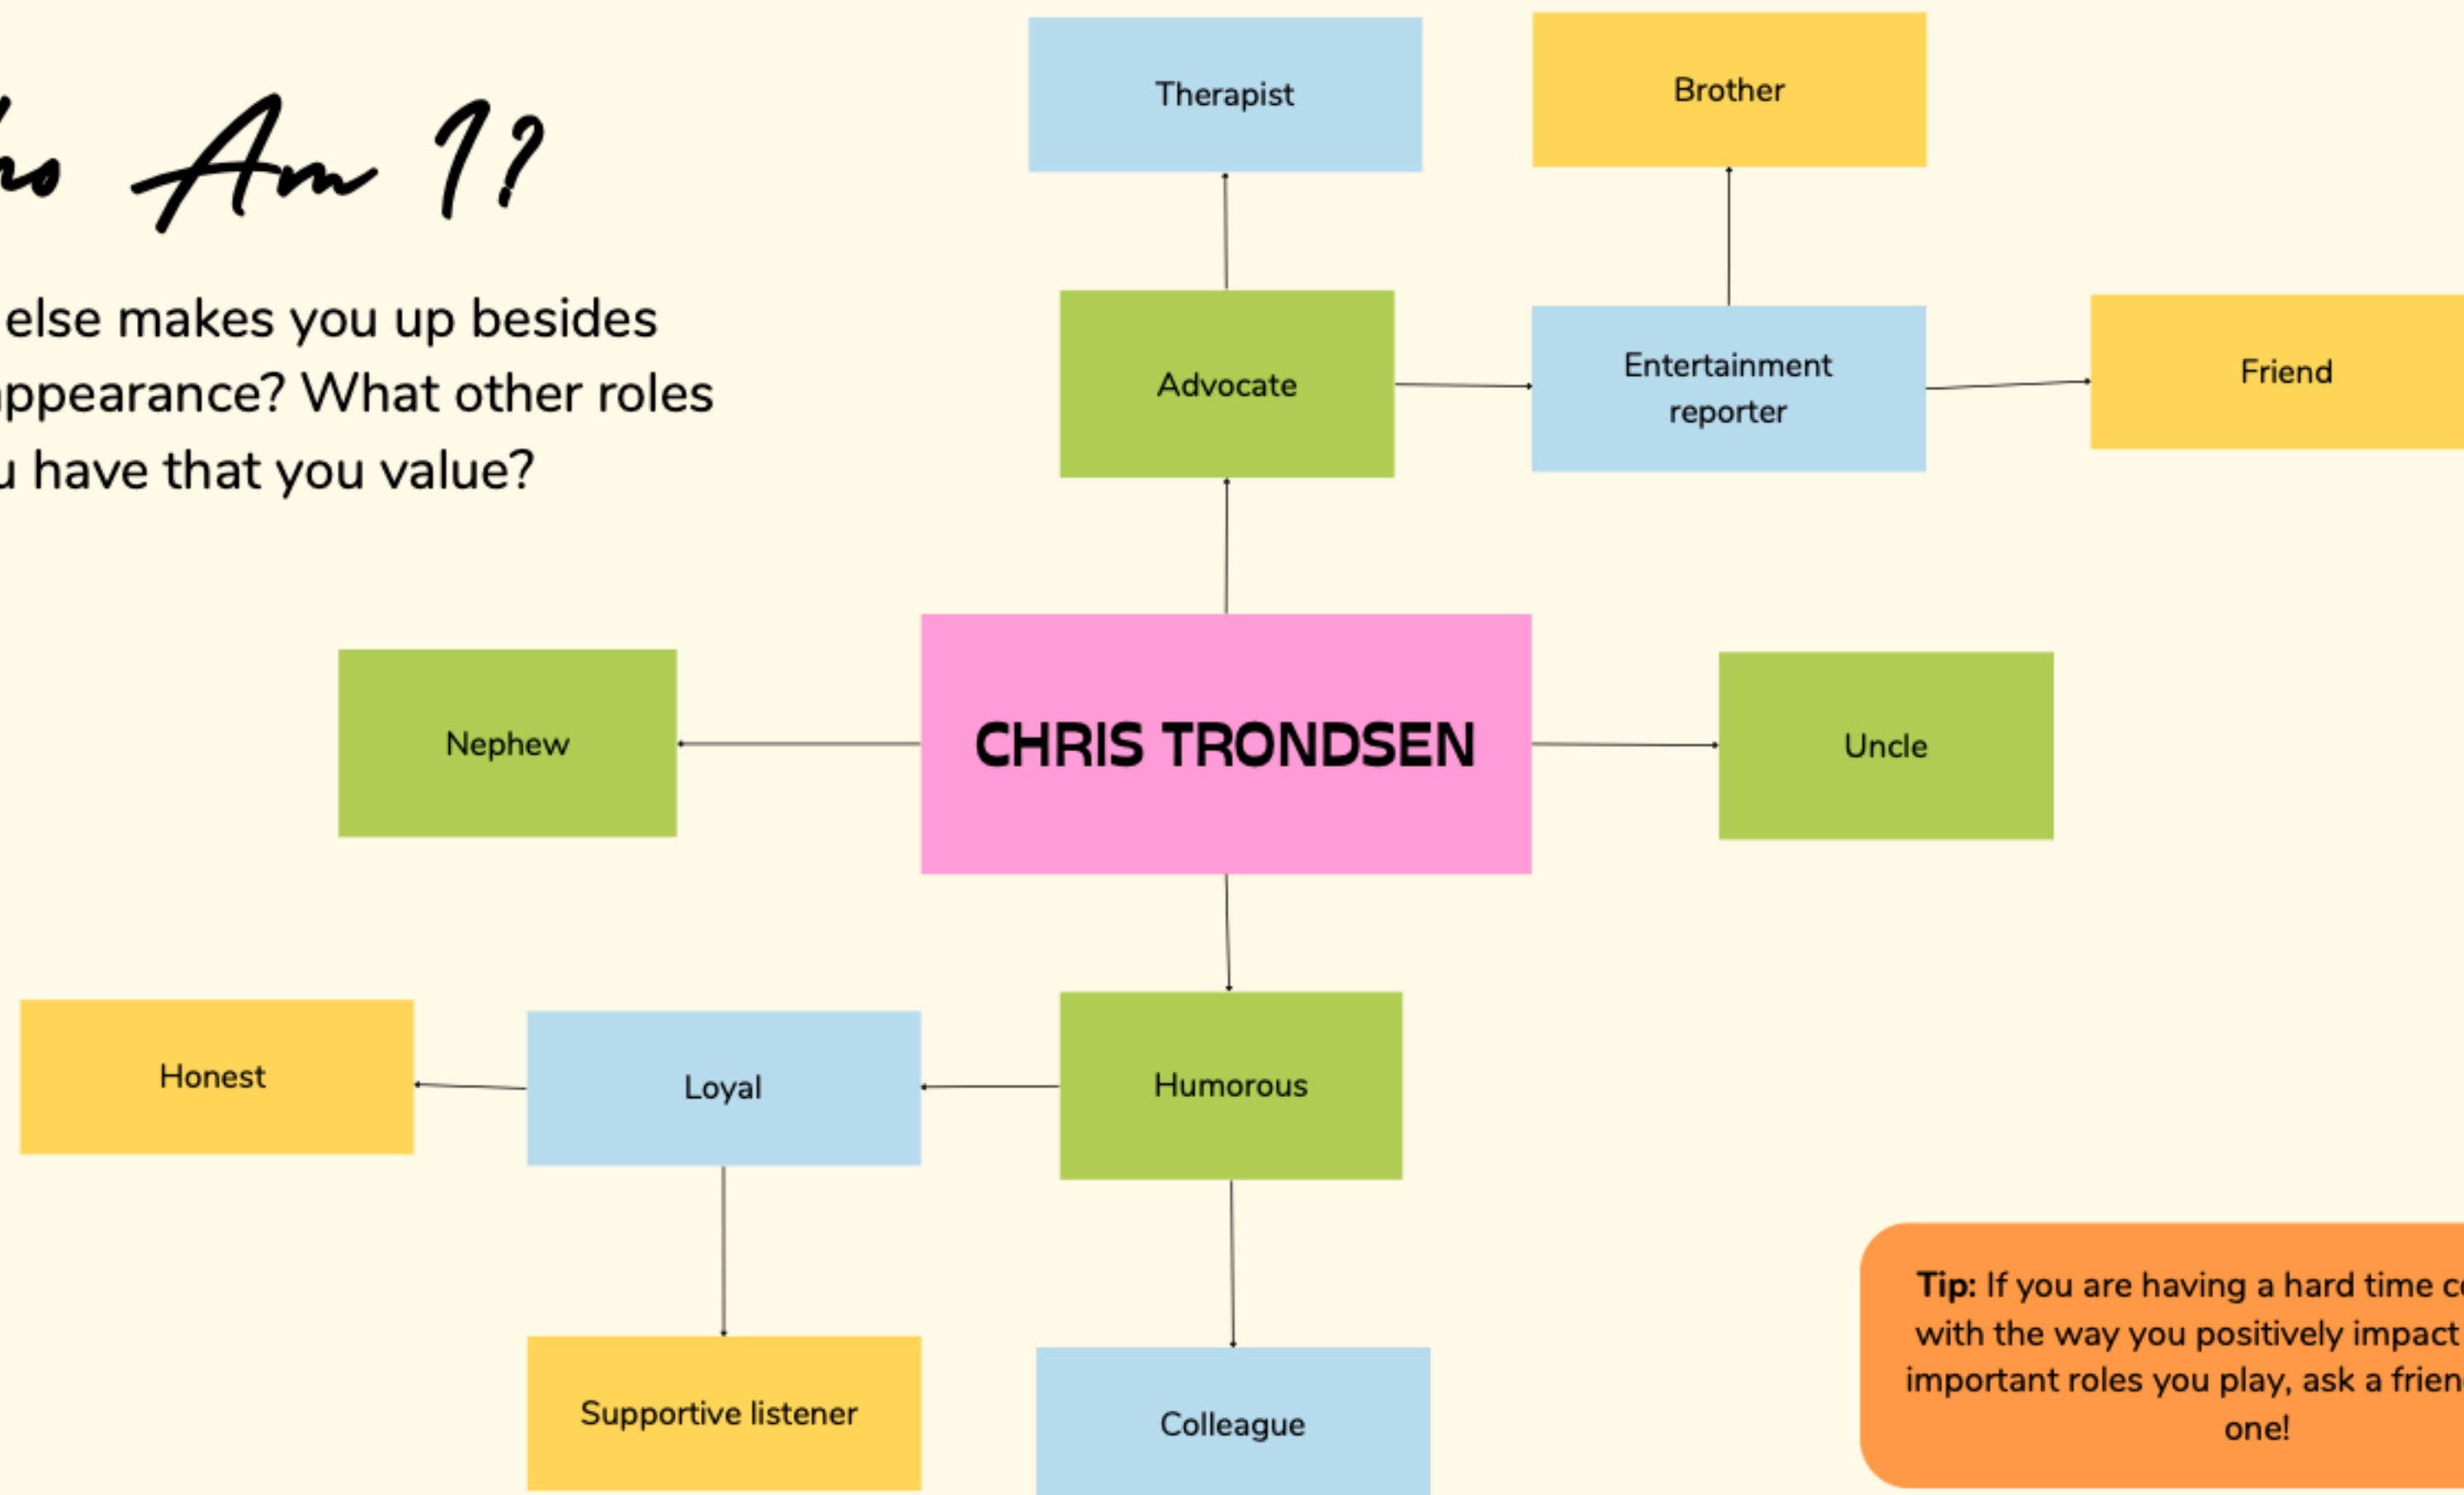 Am I?
else makes you up besides
appearance? What other roles
have that you value?
Therapist
Brother
Advocate
Entertainment
reporter
Friend
Nephew
CHRIS TRONDSEN
Uncle
Honest
Loyal
Humorous
Supportive listener
Colleague
Tip: If you are having a hard time
with the way you positively impact
important roles you play, ask a
one!